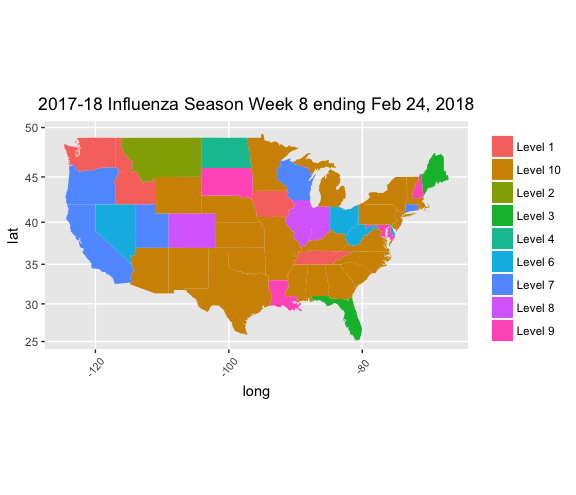 2017-18 Influenza Season Week 8 ending Feb 24, 2018
50
45
40
35
30
25
lat
-120
-100
-80
long
Level 1
Level 10
Level 2
Level 3
Level 4
Level 6
Level 7
Level 8
Level 9